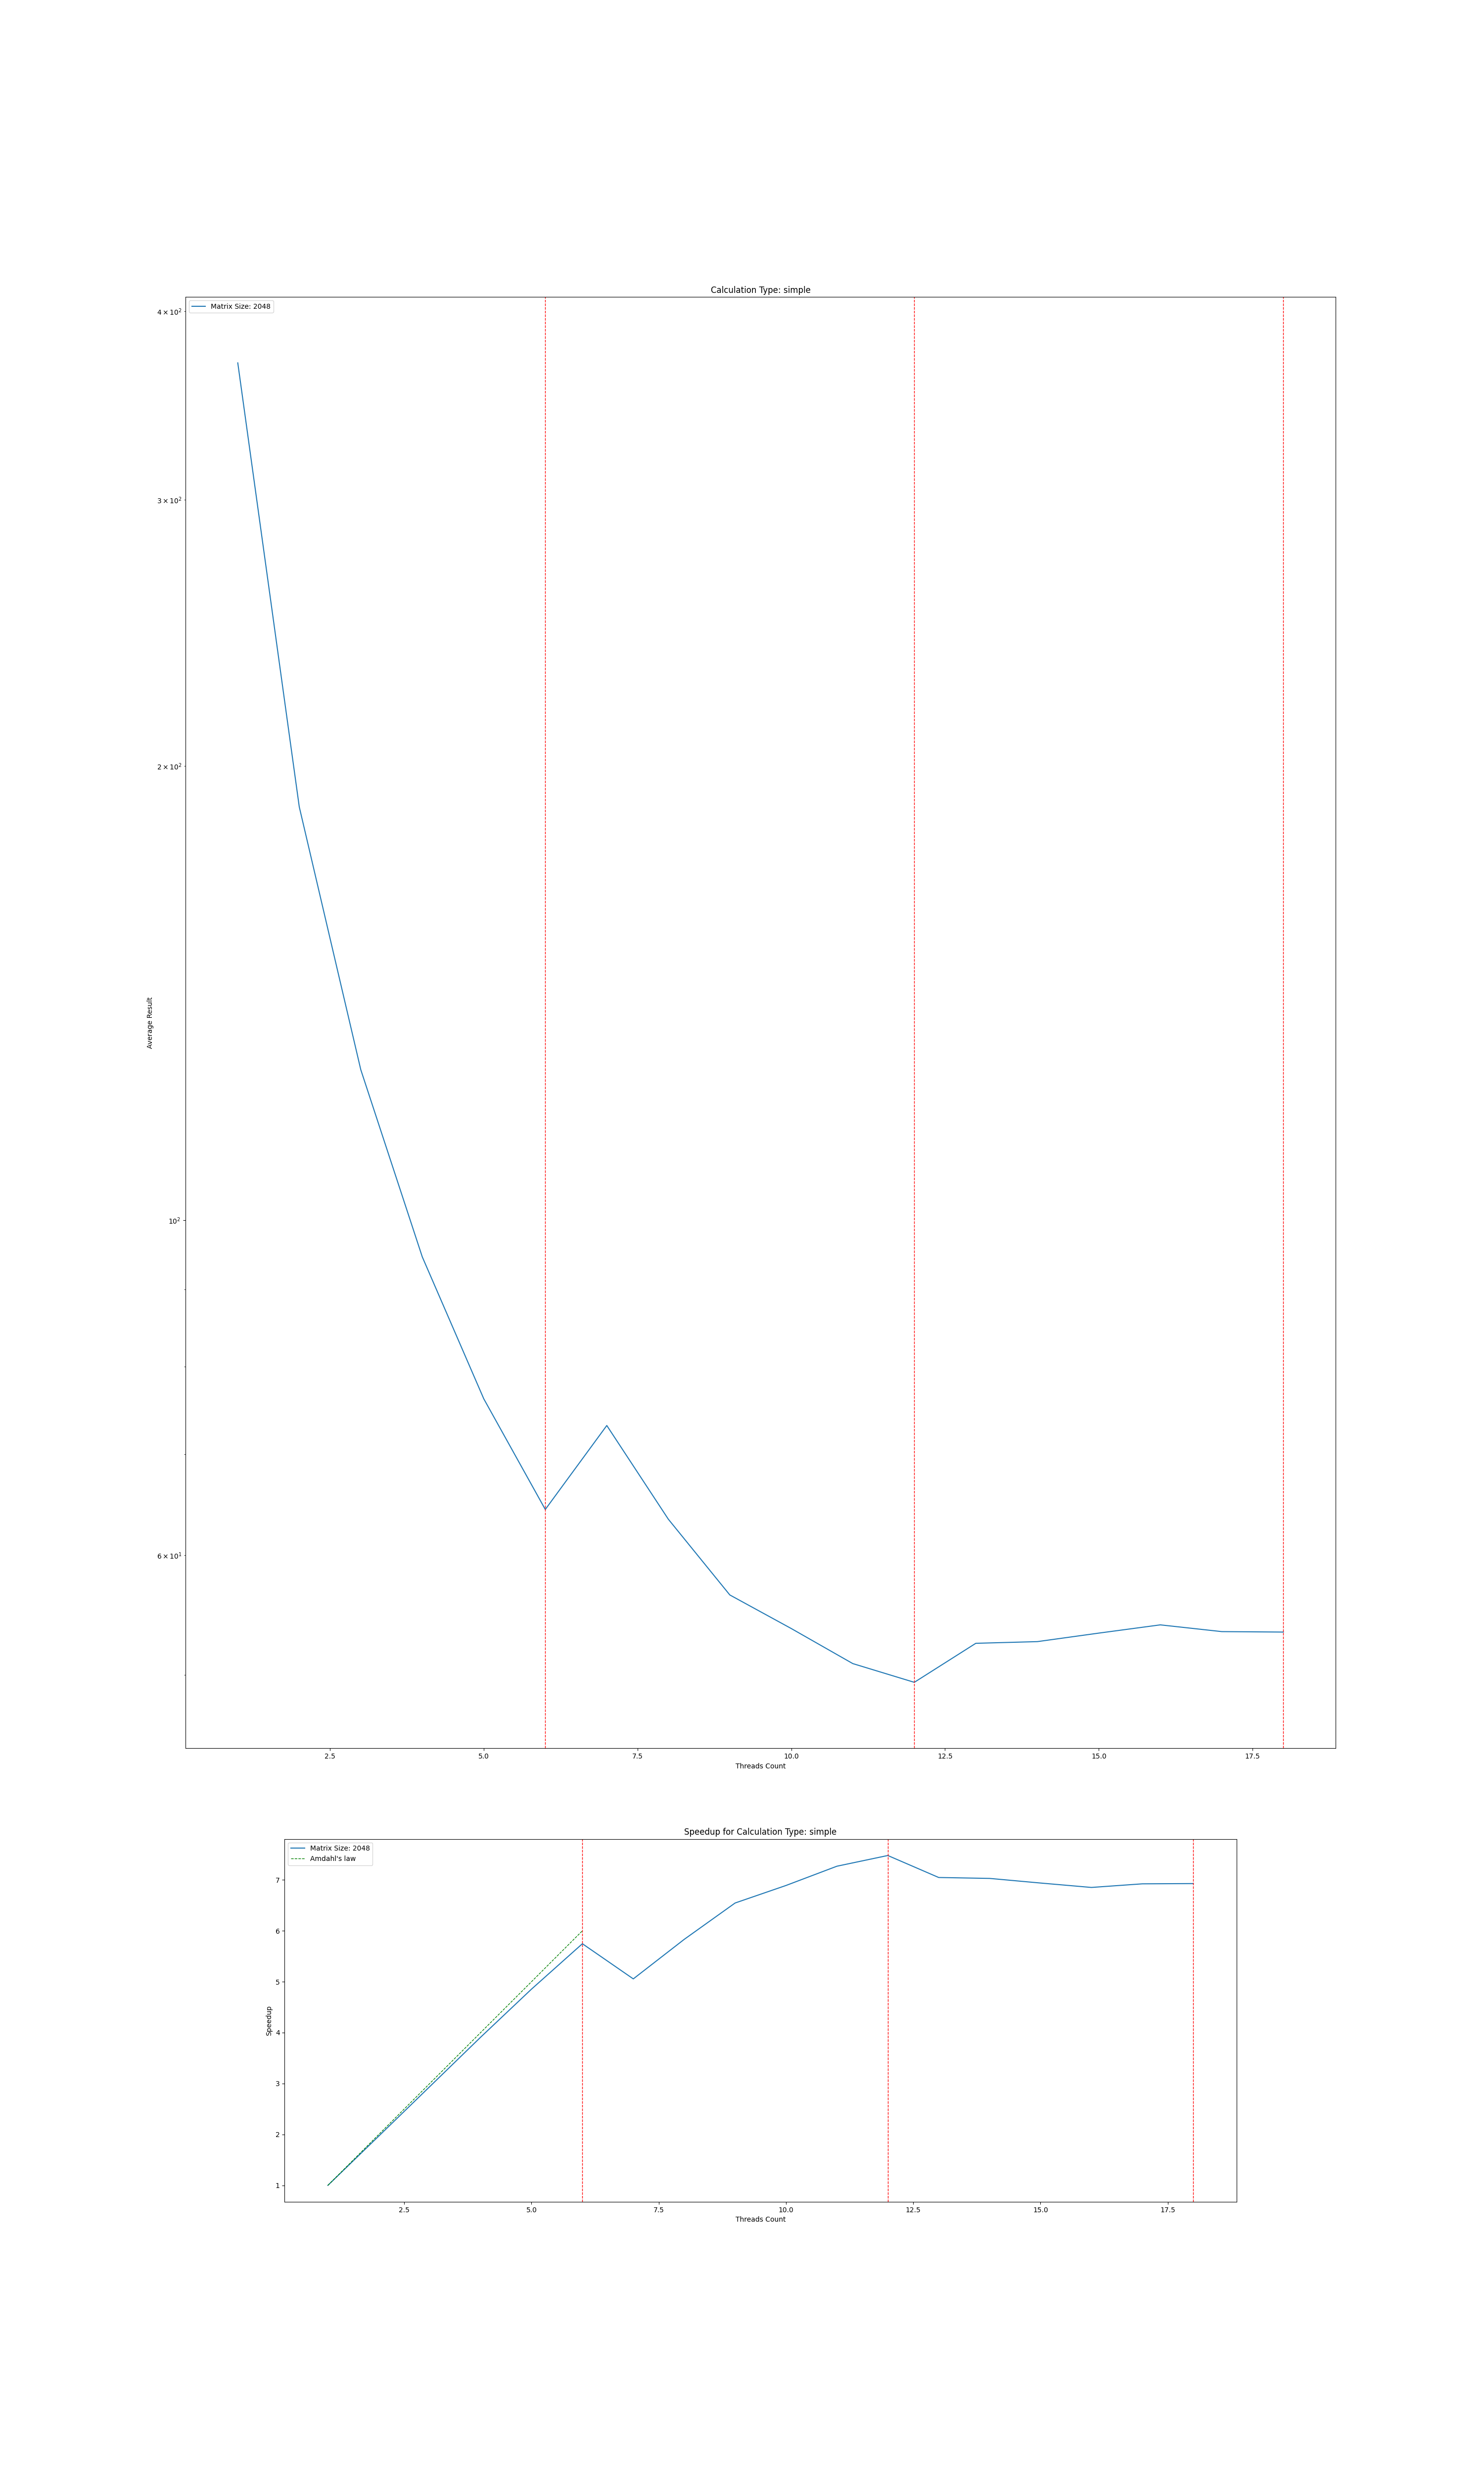 Calculation Type: simple
Matrix Size: 2048
4 × 10²
3 × 10²
2 × 10²
10²
6 × 10¹
Average Result
2.5 5.0 7.5 10.0 12.5 15.0 17.5
Threads Count
Speedup for Calculation Type: simple
Matrix Size: 2048
Amdahl's law
7
6
5
4
3
2
1
Speedup
2.5 5.0 7.5 10.0 12.5 15.0 17.5
Threads Count